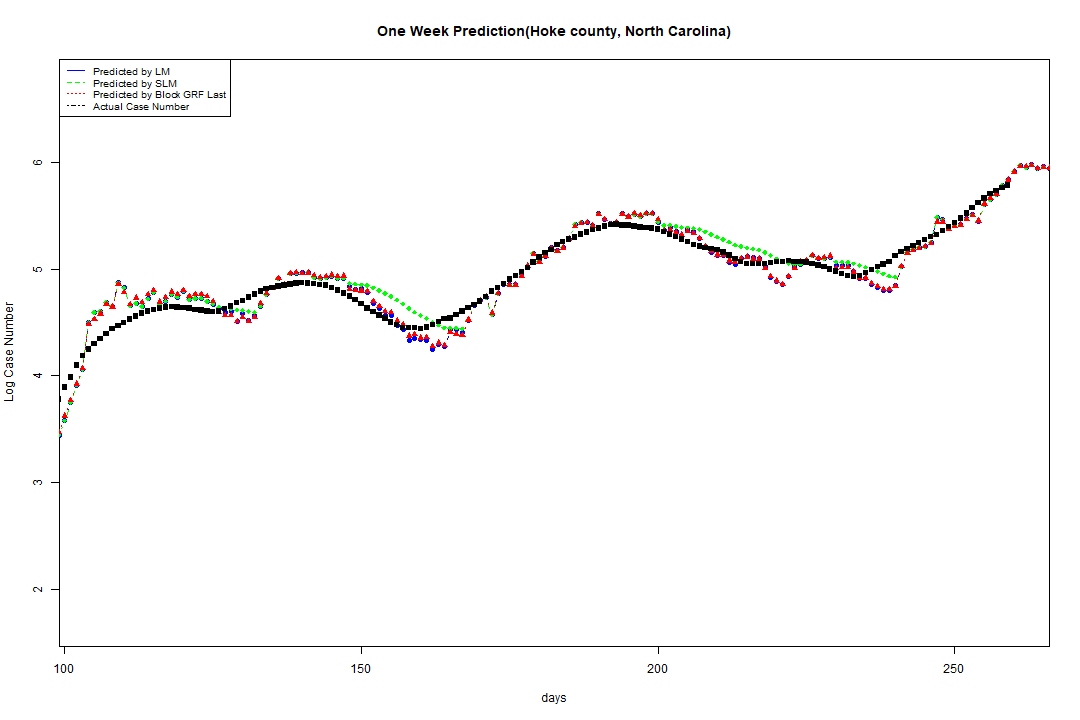 One Week Prediction(Hoke county, North Carolina)
Predicted by LM
Predicted by SLM
Predicted by Block GRF Last
Actual Case Number
6
5
4
3
2
Log Case Number
100 150 200 250
days